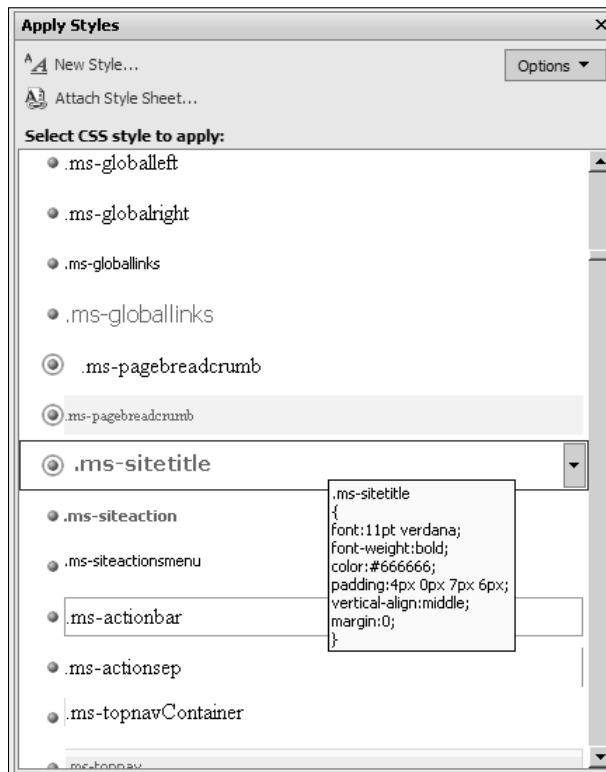 Apply Styles
New Style...
Options
Attach Style Sheet...
Select CSS style to apply:
.ms-globalleft
.ms-globalright
.ms-globallinks
.ms-globallinks
.ms-pagebreadcrumb
.ms-pagebreadcrumb
.ms-sitetitle
.ms-sitetitle
{
font:11pt verdana;
font-weight:bold;
color:#666666;
padding:4px 0px 7px 6px;
vertical-align:middle;
margin:0;
}
.ms-siteaction
.ms-siteactionsmenu
.ms-actionbar
.ms-actionsep
.ms-topnavContainer
.ms-topnav